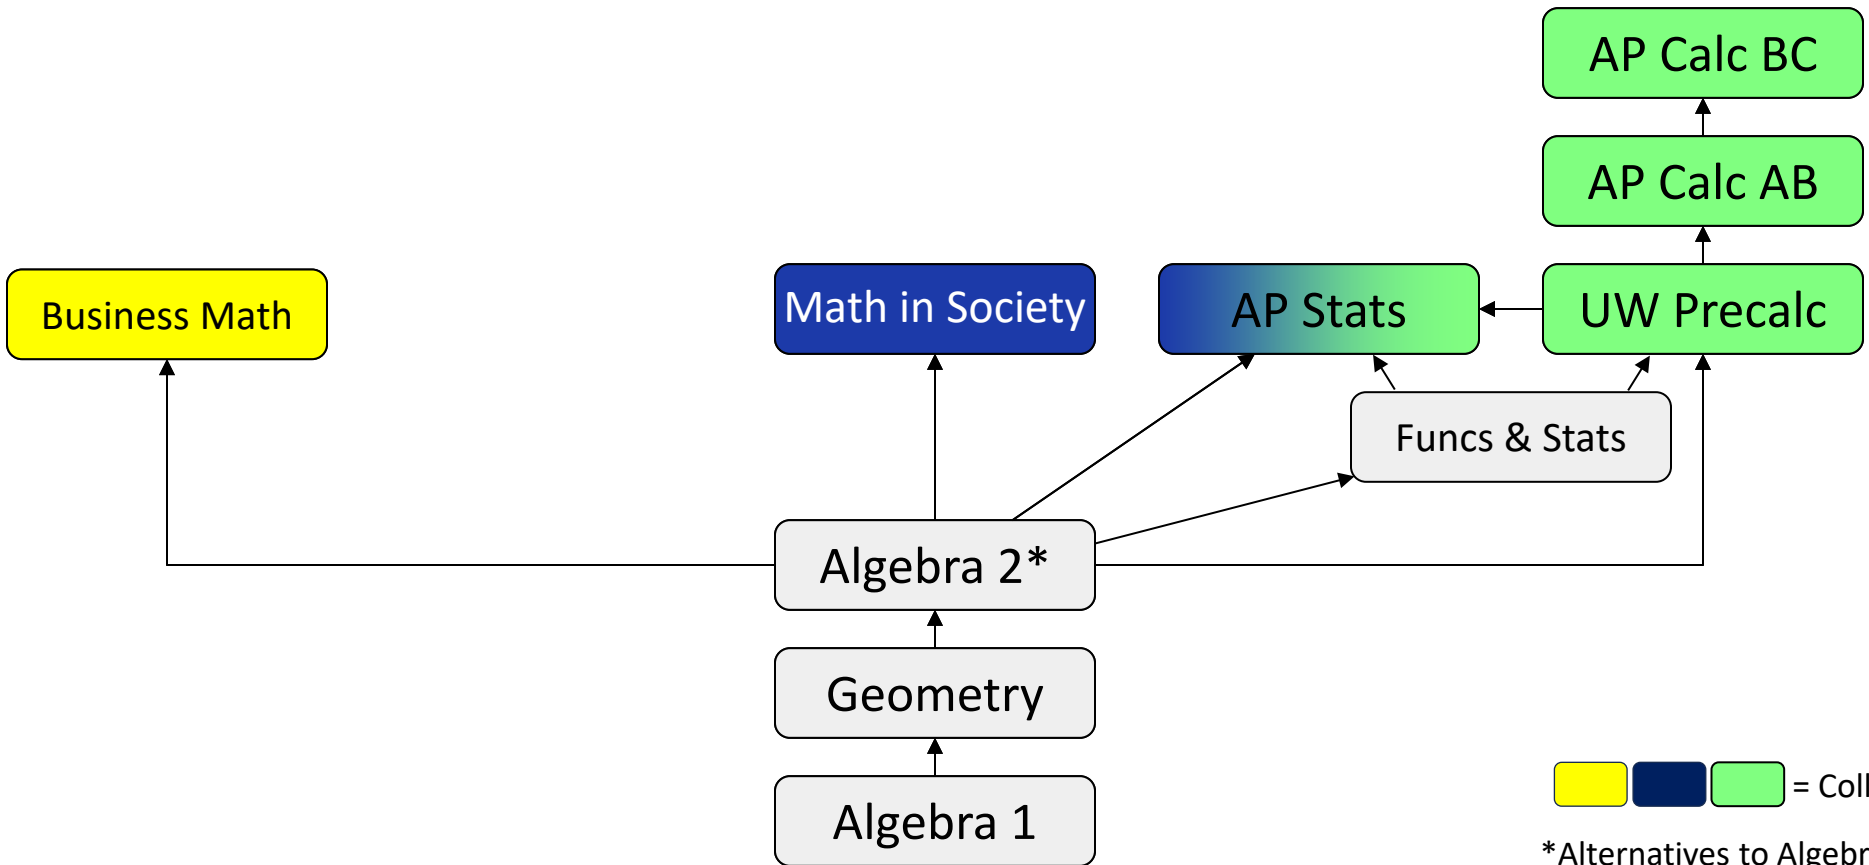 AP Calc BC
AP Calc AB
Business Math
Math in Society
AP Stats
UW Precalc
Funcs & Stats
Algebra 2*
Geometry
Algebra 1
= Coll
*Alternatives to Algebr